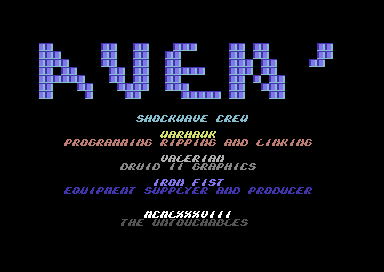 SHOCKWAVE CREW
WARHAWK
PROGRAMMING RIPPING AND LINKING
VALERIAN
DRUID II GRAPHICS
IRON FIST
EQUIPMENT SUPPLYER AND PRODUCER
MCMLXXXVIII
THE UNTOUCHABLES